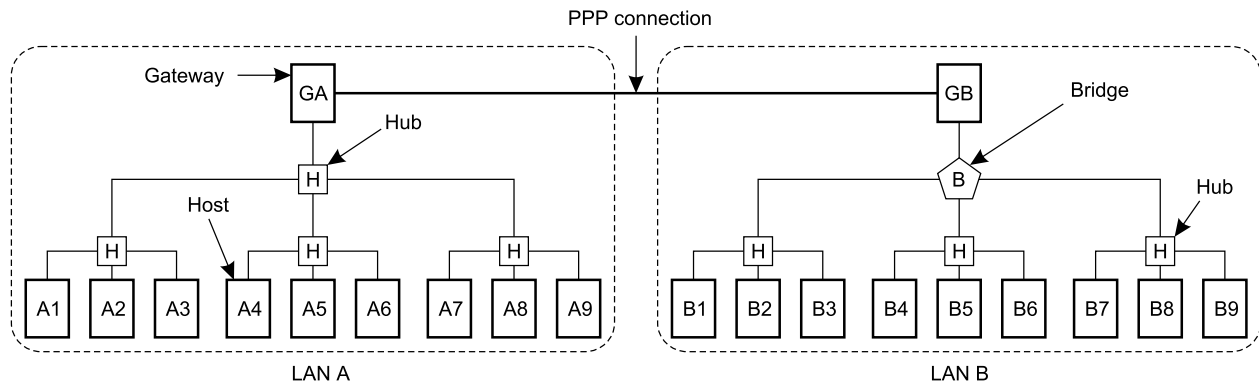 PPP connection
Gateway
GA
GB
Bridge
Hub
H
B
Host
Hub
H
H
H
H
H
H
A1
A2
A3
A4
A5
A6
A7
A8
A9
B1
B2
B3
B4
B5
B6
B7
B8
B9
LAN A
LAN B